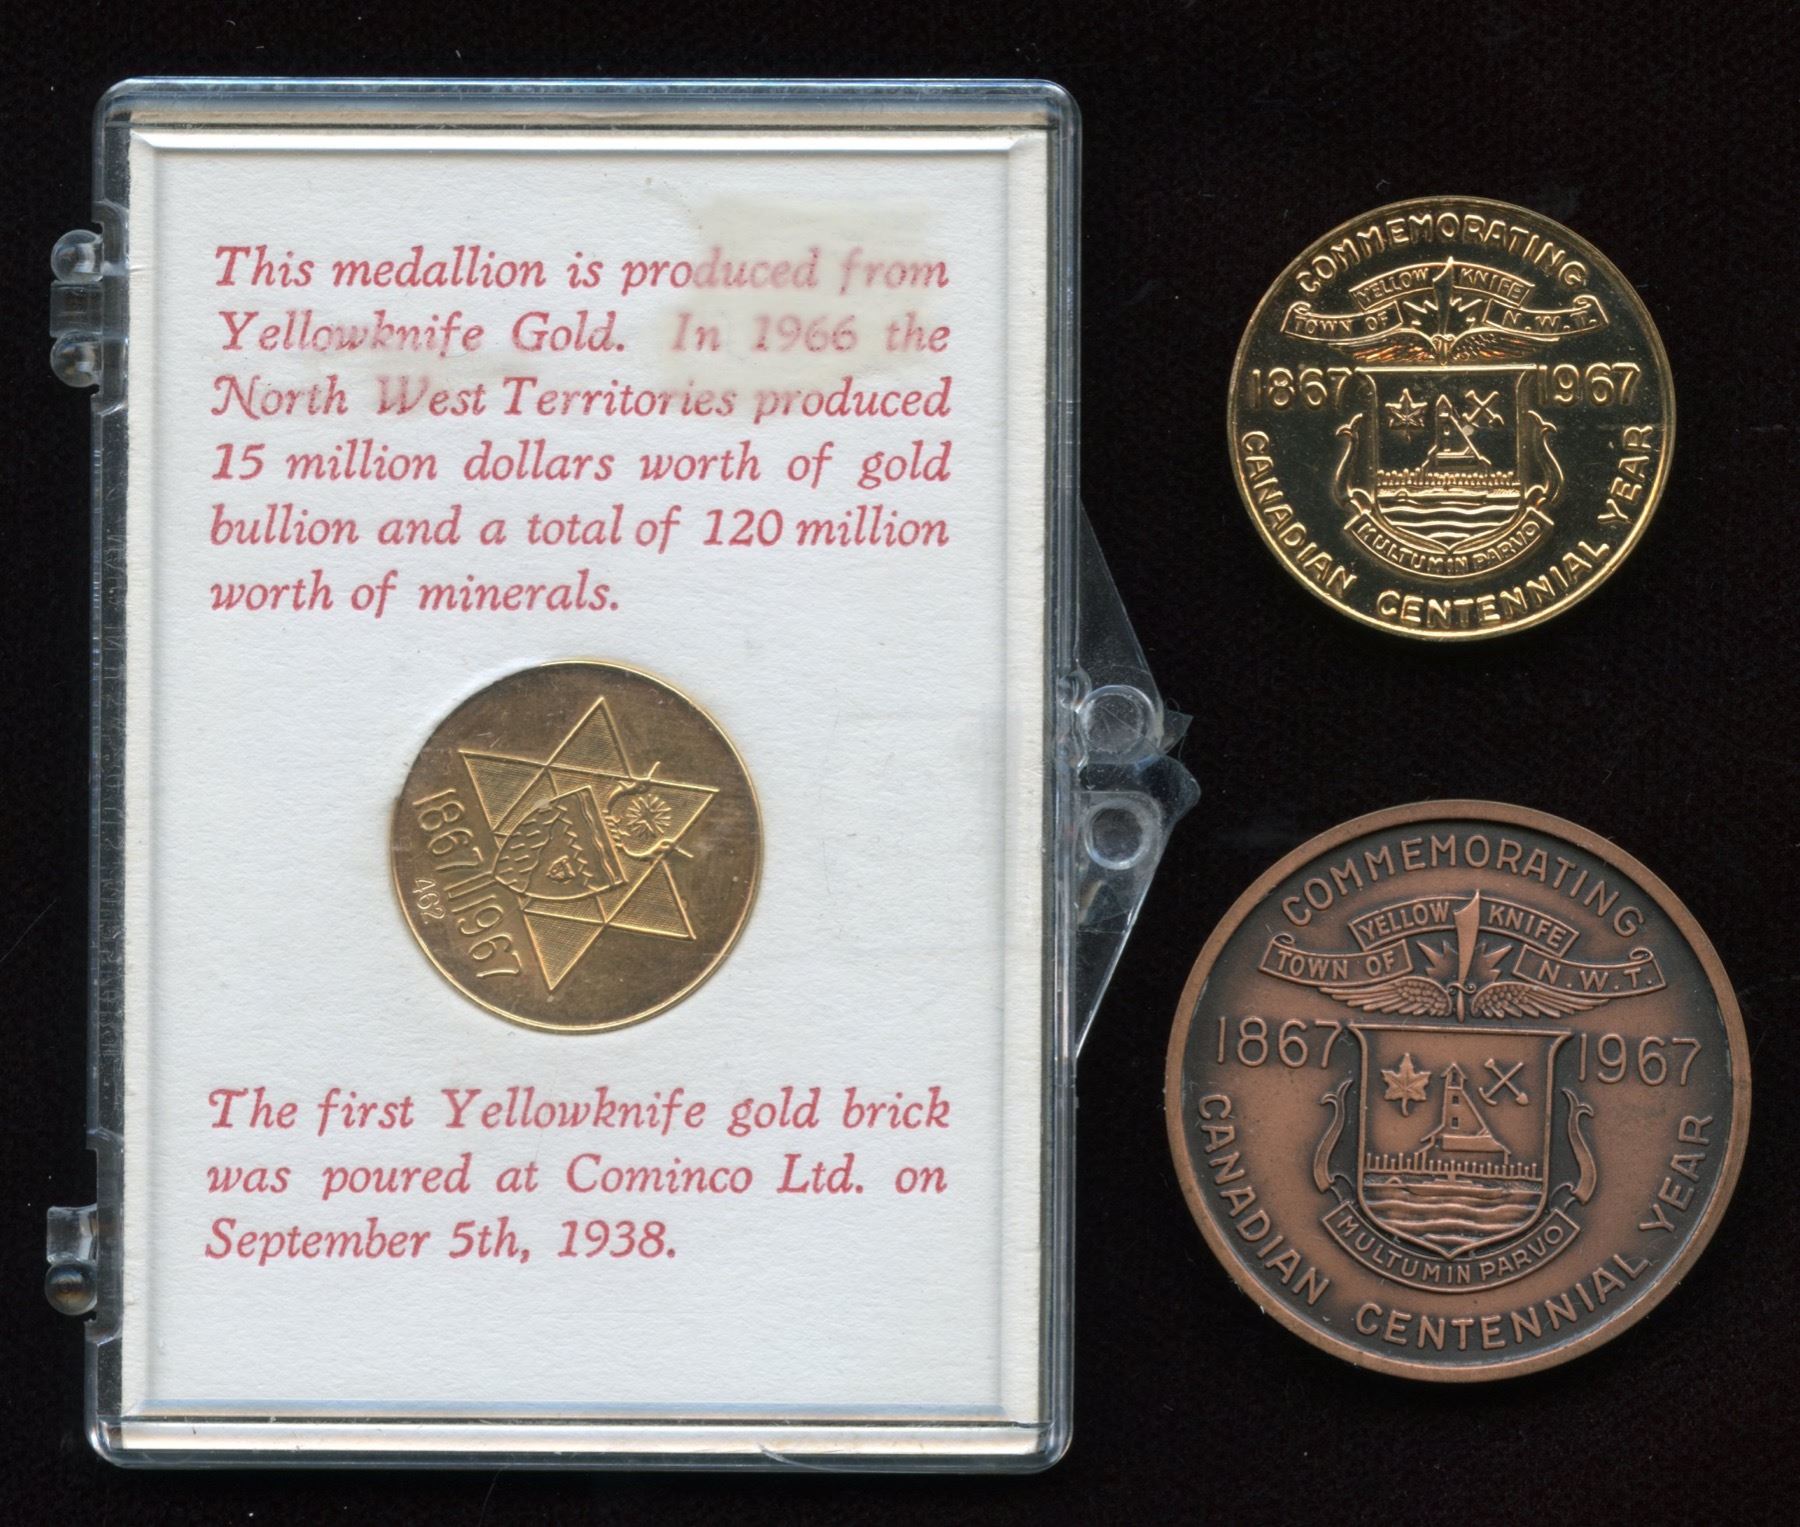 This medallion is produced from
Yellowknife Gold. In 1966 the
North West Territories produced
15 million dollars worth of gold
bullion and a total of 120 million
worth of minerals.
1867 1967
462
The first Yellowknife gold brick
was poured at Cominco Ltd. on
September 5th, 1938.
COMMEMORATING
YELLOW KNIFE
TOWN OF N.W.T.
1867 1967
MULTUM IN PARVO
CANADIAN CENTENNIAL YEAR
COMMEMORATING
YELLOW KNIFE
TOWN OF N.W.T.
1867 1967
MULTUM IN PARVO
CANADIAN CENTENNIAL YEAR